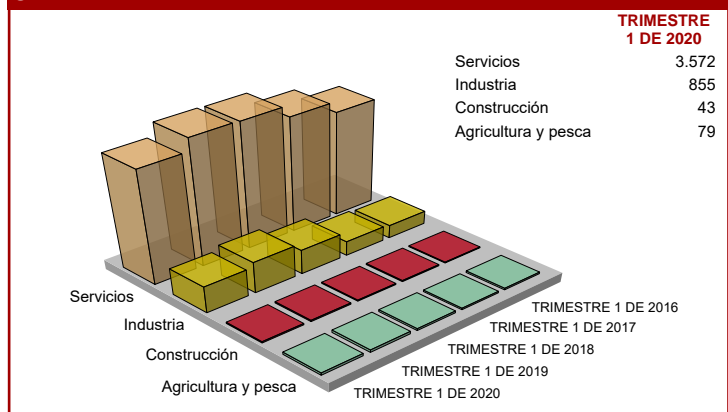 TRIMESTRE
1 DE 2020
Servicios 3.572
Industria 855
Construcción 43
Agricultura y pesca 79
Servicios
Industria
Construcción
Agricultura y pesca
TRIMESTRE 1 DE 2016
TRIMESTRE 1 DE 2017
TRIMESTRE 1 DE 2018
TRIMESTRE 1 DE 2019
TRIMESTRE 1 DE 2020